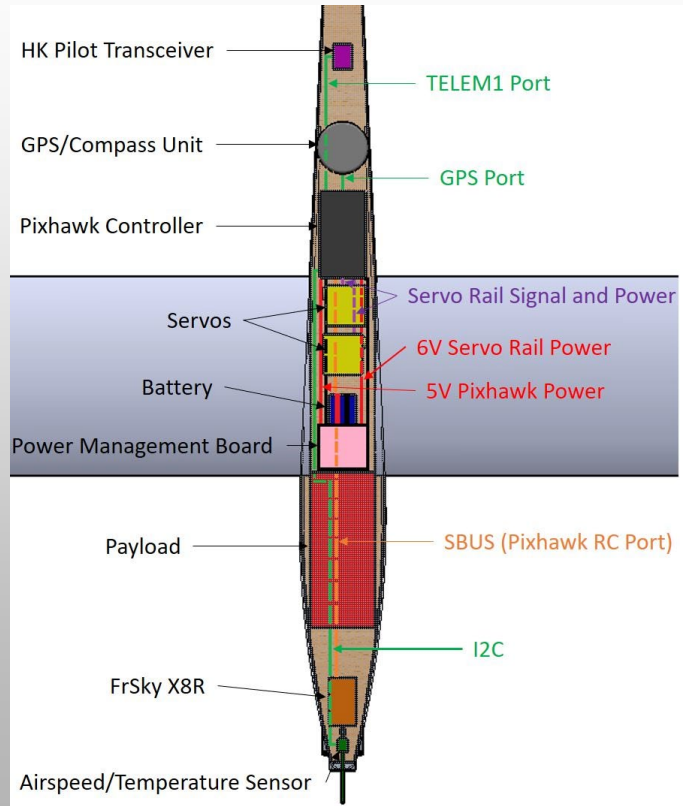 HK Pilot Transceiver
TELEM1 Port
GPS/Compass Unit
GPS Port
Pixhawk Controller
Servo Rail Signal and Power
Servos
6V Servo Rail Power
Battery
5V Pixhawk Power
Power Management Board
Payload
SBUS (Pixhawk RC Port)
I2C
FrSky X8R
Airspeed/Temperature Sensor